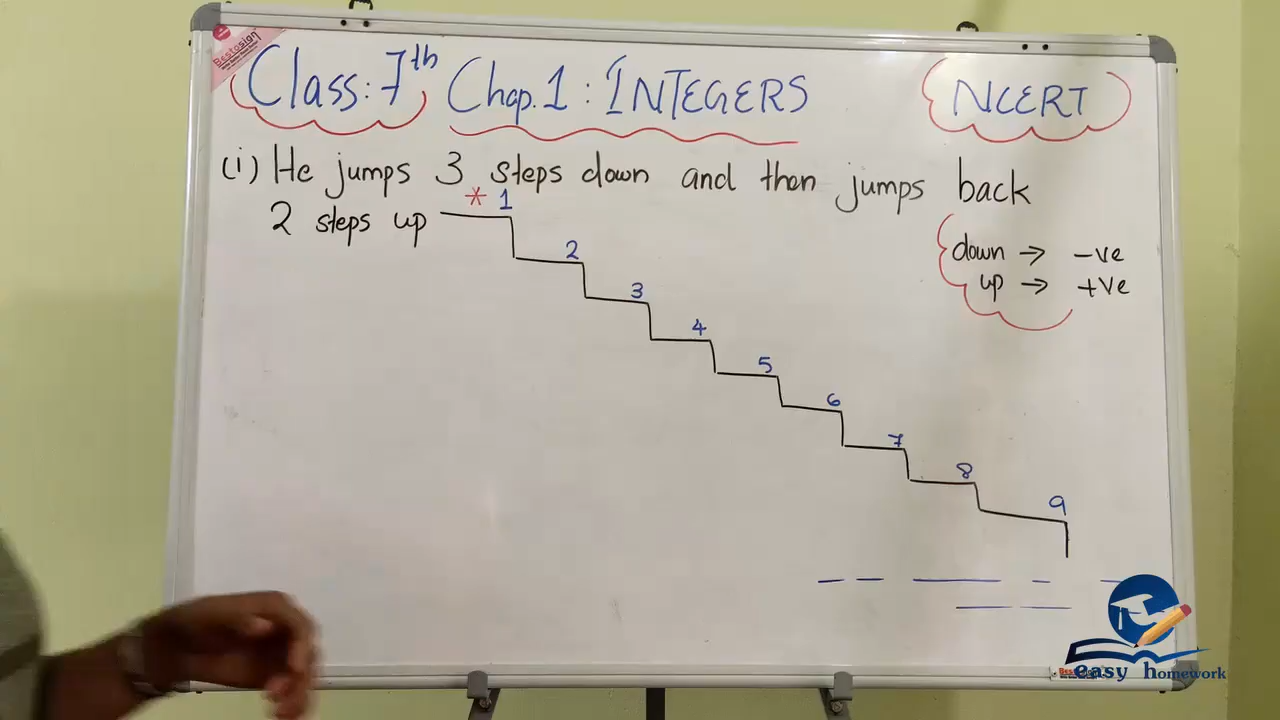 Bestosign™
Class: 7th Chap. 1 : INTEGERS NCERT
(i) He jumps 3 steps down and then jumps back
2 steps up
* 1
2
3
4
5
6
7
8
9
down → -ve
up → +ve
easy homework